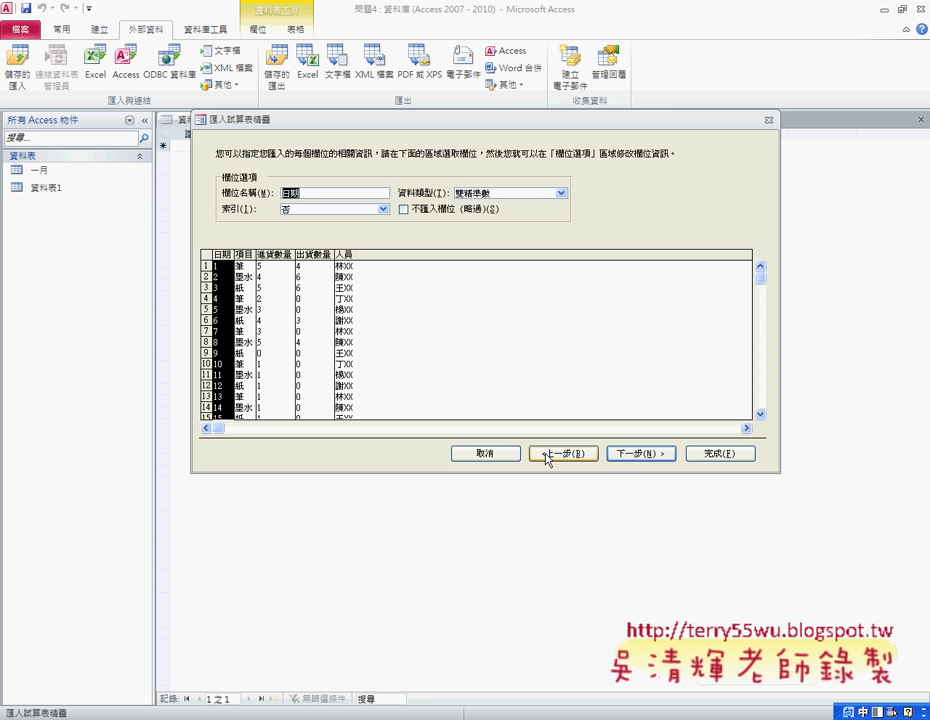 資料表工具
問題4 : 資料庫 (Access 2007 - 2010) - Microsoft Access
檔案 常用 建立 外部資料 資料庫工具 欄位 表格
儲存的匯入 連結資料表管理員 Excel Access ODBC 資料庫 文字檔 XML 檔案 其他
儲存的匯出 Excel 文字檔 XML 檔案 PDF 或 XPS 電子郵件 Access Word 合併 其他
建立電子郵件 管理回覆
匯入與連結 匯出 收集資料
所有 Access 物件
搜尋...
資料表
一月
資料表1
匯入試算表精靈
您可以指定您匯入的每個欄位的相關資訊，請在下面的區域選取欄位，然後您就可以在「欄位選項」區域修改欄位資訊。
欄位選項
欄位名稱(M): 日期 資料類型(T): 雙精準數
索引(I): 否 不匯入欄位 (略過)(S)
日期 項目 進貨數量 出貨數量 人員
1 1 筆 5 4 林XX
2 2 墨水 4 6 陳XX
3 3 紙 5 6 王XX
4 4 筆 2 0 丁XX
5 5 墨水 3 0 楊XX
6 6 紙 4 3 謝XX
7 7 筆 3 0 林XX
8 8 墨水 5 4 陳XX
9 9 紙 0 0 王XX
10 10 筆 1 0 丁XX
11 11 墨水 1 0 楊XX
12 12 紙 1 0 謝XX
13 13 筆 1 0 林XX
14 14 墨水 1 0 陳XX
15 15 紙 1 0 王XX
取消 <上一步(B) 下一步(N) > 完成(F)
http://terry55wu.blogspot.tw
吳清輝老師錄製
記錄: 1 之 1 無篩選條件 搜尋
匯入試算表精靈
中